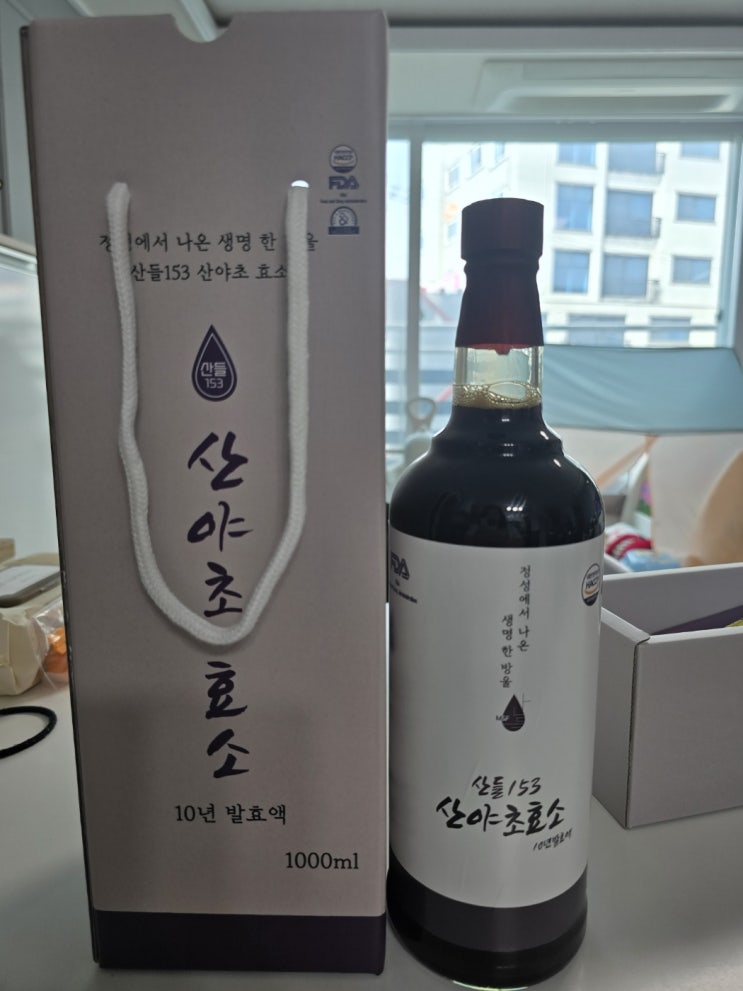 HACCP
FDA
정성에서 나온 생명 한 방울
산들153 산야초 효소
산들
153
산야초 효소
10년 발효액
1000ml
FDA
HACCP
정성에서 나온
생명 한 방울
산들153
산야초효소
10년발효액